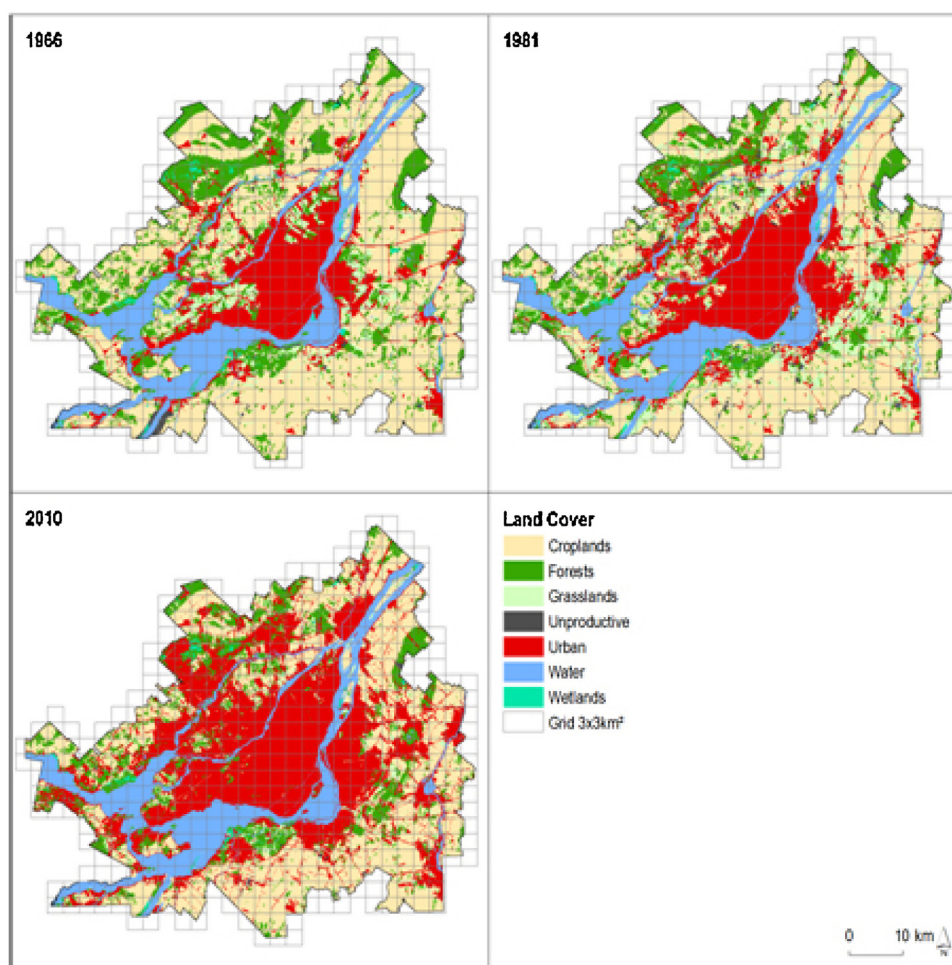 1966
1981
2010
Land Cover
Croplands
Forests
Grasslands
Unproductive
Urban
Water
Wetlands
Grid 3x3km²
0 10 km
N